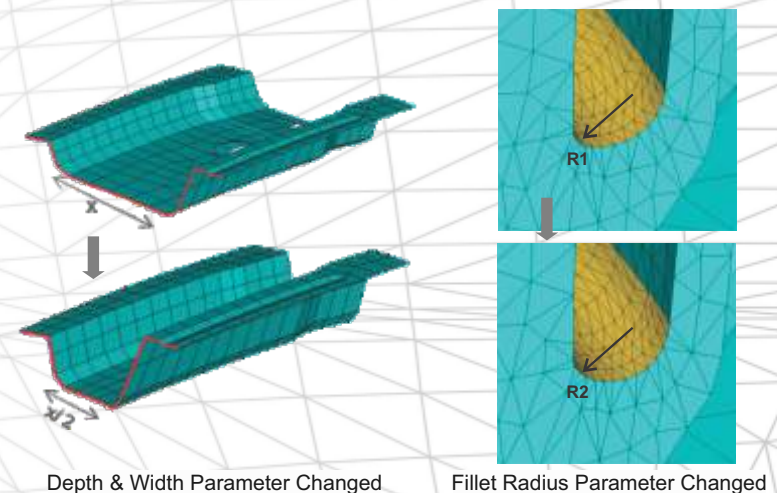 X
R1
x/2
R2
Depth & Width Parameter Changed
Fillet Radius Parameter Changed